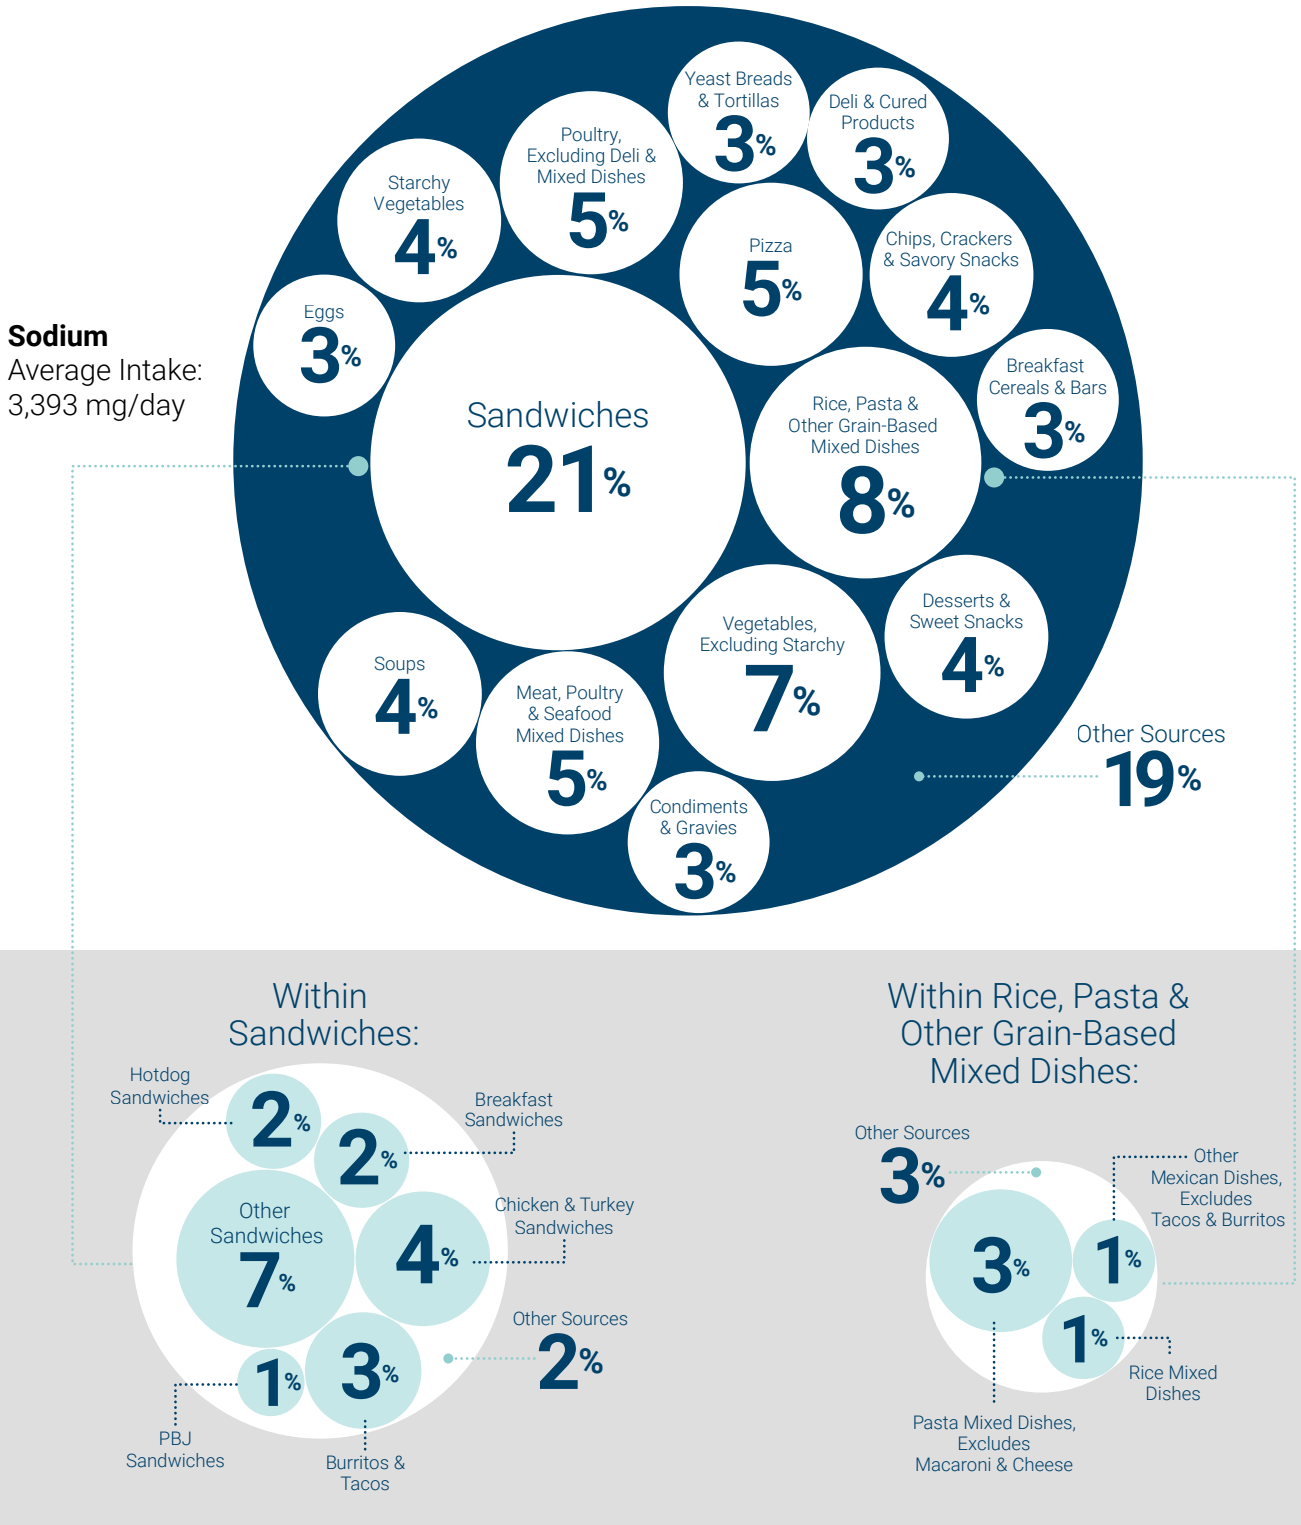 Yeast Breads
& Tortillas
3%
Deli & Cured
Products
3%
Poultry,
Excluding Deli &
Mixed Dishes
5%
Starchy
Vegetables
4%
Pizza
5%
Chips, Crackers
& Savory Snacks
4%
Eggs
3%
Sodium
Average Intake:
3,393 mg/day
Breakfast
Cereals & Bars
3%
Sandwiches
21%
Rice, Pasta &
Other Grain-Based
Mixed Dishes
8%
Desserts &
Sweet Snacks
4%
Vegetables,
Excluding Starchy
7%
Soups
4%
Meat, Poultry
& Seafood
Mixed Dishes
5%
Other Sources
19%
Condiments
& Gravies
3%
Within
Sandwiches:
Hotdog
Sandwiches
2%
Breakfast
Sandwiches
2%
Other
Sandwiches
7%
Chicken & Turkey
Sandwiches
4%
Other Sources
2%
1%
PBJ
Sandwiches
3%
Burritos &
Tacos
Within Rice, Pasta &
Other Grain-Based
Mixed Dishes:
Other Sources
3%
Other
Mexican Dishes,
Excludes
Tacos & Burritos
1%
3%
Pasta Mixed Dishes,
Excludes
Macaroni & Cheese
1%
Rice Mixed
Dishes